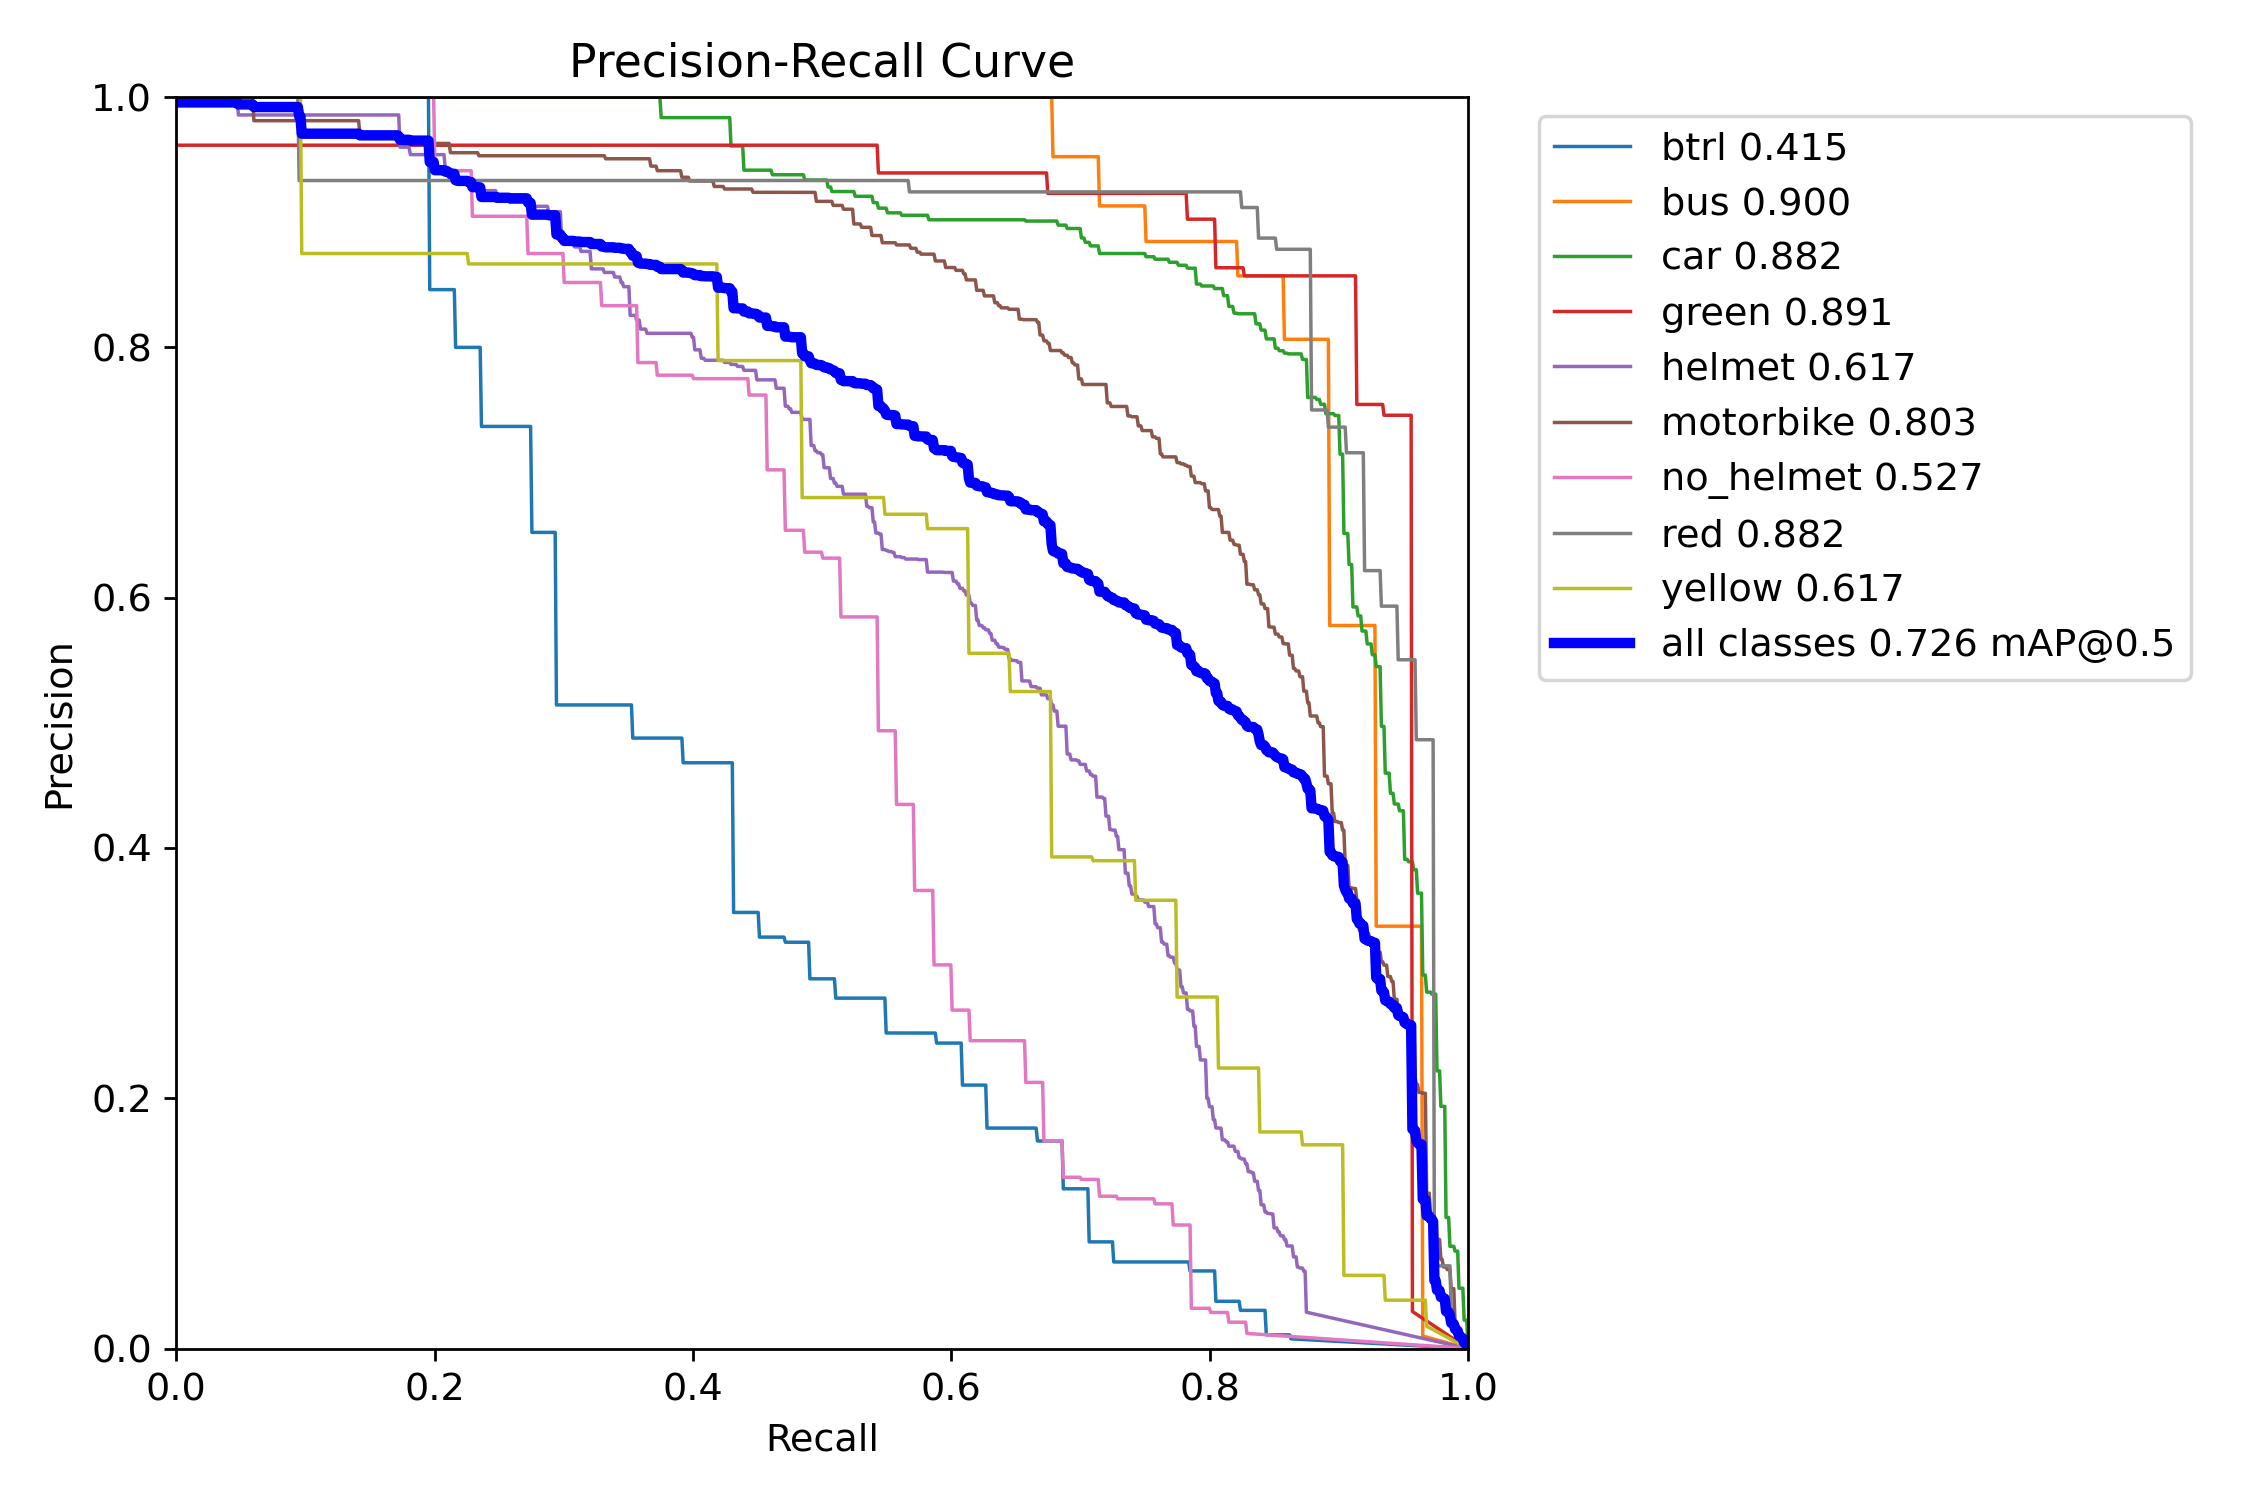 Precision-Recall Curve
1.0
0.8
0.6
0.4
0.2
0.0
Precision
0.0 0.2 0.4 0.6 0.8 1.0
Recall
btrl 0.415
bus 0.900
car 0.882
green 0.891
helmet 0.617
motorbike 0.803
no_helmet 0.527
red 0.882
yellow 0.617
all classes 0.726 mAP@0.5